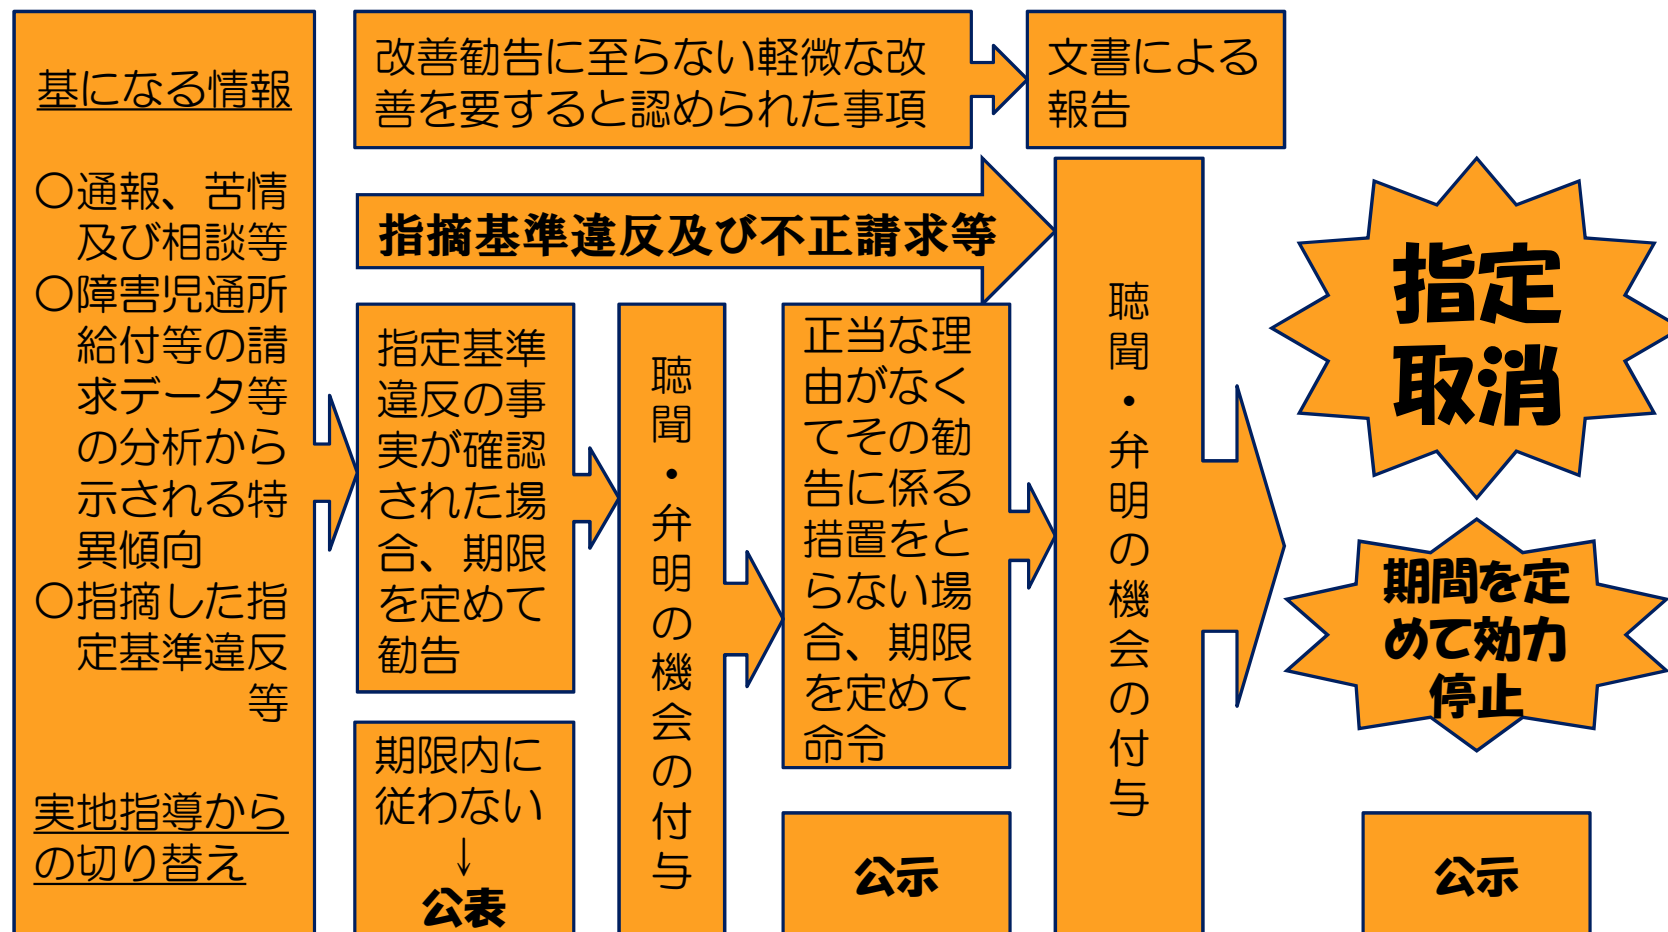 基になる情報
○通報、苦情
及び相談等
○障害児通所
給付等の請
求データ等
の分析から
示される特
異傾向
○指摘した指
定基準違反
等
実地指導から
の切り替え
改善勧告に至らない軽微な改
善を要すると認められた事項
文書による
報告
指摘基準違反及び不正請求等
指定基準
違反の事
実が確認
された場
合、期限
を定めて
勧告
期限内に
従わない
↓
公表
聴聞・弁明の機会の付与
正当な理
由がなく
てその勧
告に係る
措置をと
らない場
合、期限
を定めて
命令
公示
聴聞・弁明の機会の付与
指定
取消
期間を定
めて効力
停止
公示